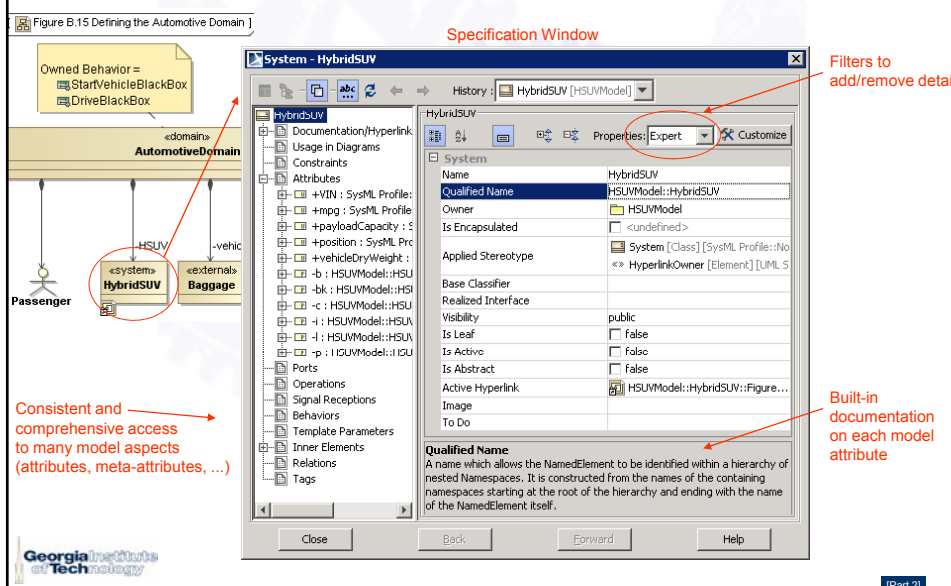 [ Figure B.15 Defining the Automotive Domain ]
Specification Window
Owned Behavior =
StartVehicleBlackBox
DriveBlackBox
«domain»
AutomotiveDomain
-HSUV
-vehic
Passenger
«system»
HybridSUV
«external»
Baggage
Consistent and
comprehensive access
to many model aspects
(attributes, meta-attributes, ...)
System - HybridSUV
History : HybridSUV [HSUVModel]
HybridSUV
Documentation/Hyperlink
Usage in Diagrams
Constraints
Attributes
+VIN : SysML Profile:
+mpg : SysML Profile
+payloadCapacity : S
+position : SysML Pro
+vehicleDryWeight :
-b : HSUVModel::HSU
-bk : HSUVModel::HSU
-c : HSUVModel::HSU
-i : HSUVModel::HSUV
-l : HSUVModel::HSUV
-p : HSUVModel::HSU
Ports
Operations
Signal Receptions
Behaviors
Template Parameters
Inner Elements
Relations
Tags
HybridSUV
Properties: Expert Customize
System
Name HybridSUV
Qualified Name HSUVModel::HybridSUV
Owner HSUVModel
Is Encapsulated <undefined>
Applied Stereotype System [Class] [SysML Profile::No
«» HyperlinkOwner [Element] [UML S
Base Classifier
Realized Interface
Visibility public
Is Leaf false
Is Active false
Is Abstract false
Active Hyperlink HSUVModel::HybridSUV::Figure...
Image
To Do
Qualified Name
A name which allows the NamedElement to be identified within a hierarchy of
nested Namespaces. It is constructed from the names of the containing
namespaces starting at the root of the hierarchy and ending with the name
of the NamedElement itself.
Close Back Forward Help
Filters to
add/remove detai
Built-in
documentation
on each model
attribute
Georgia Institute
of Technology
[Part 2]